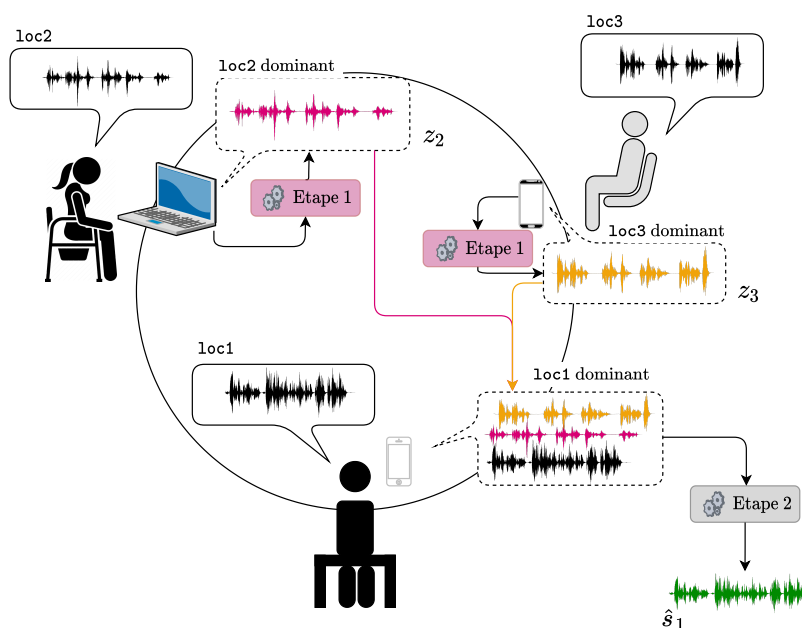 loc2
loc2 dominant
loc3
z₂
Etape 1
Etape 1
loc3 dominant
z₃
loc1
loc1 dominant
Etape 2
ŝ₁